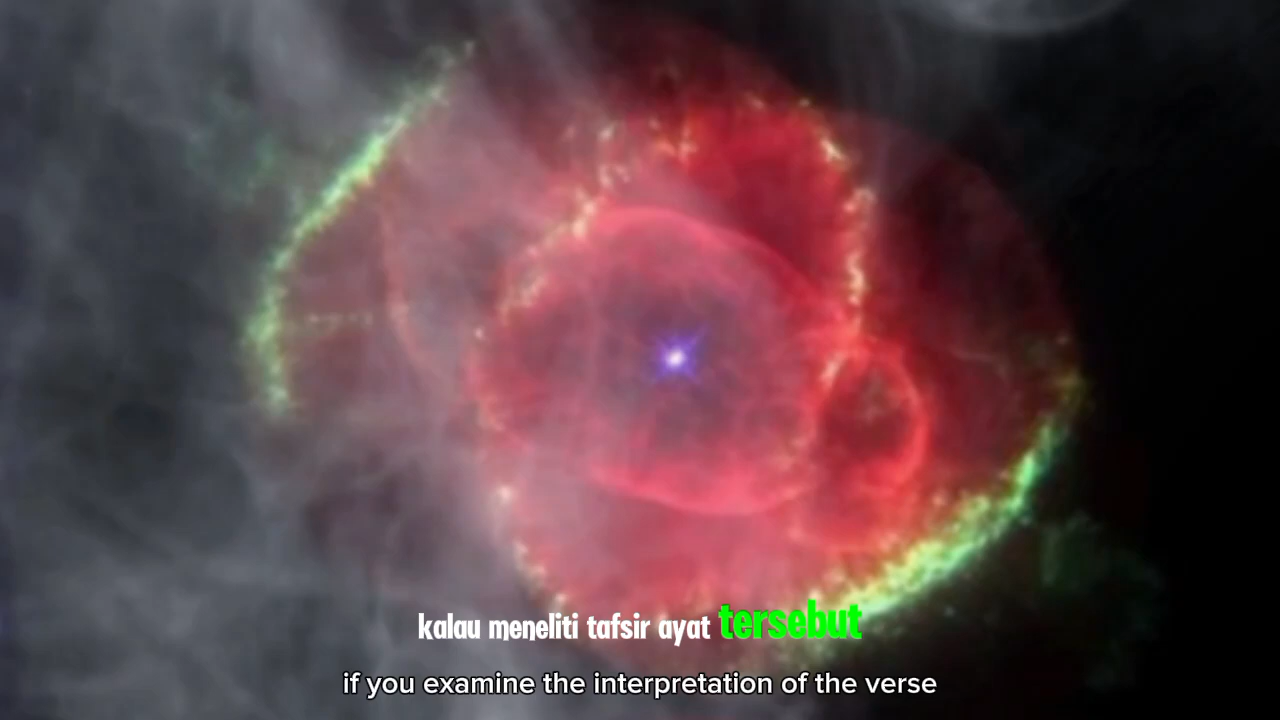 kalau meneliti tafsir ayat tersebut
if you examine the interpretation of the verse